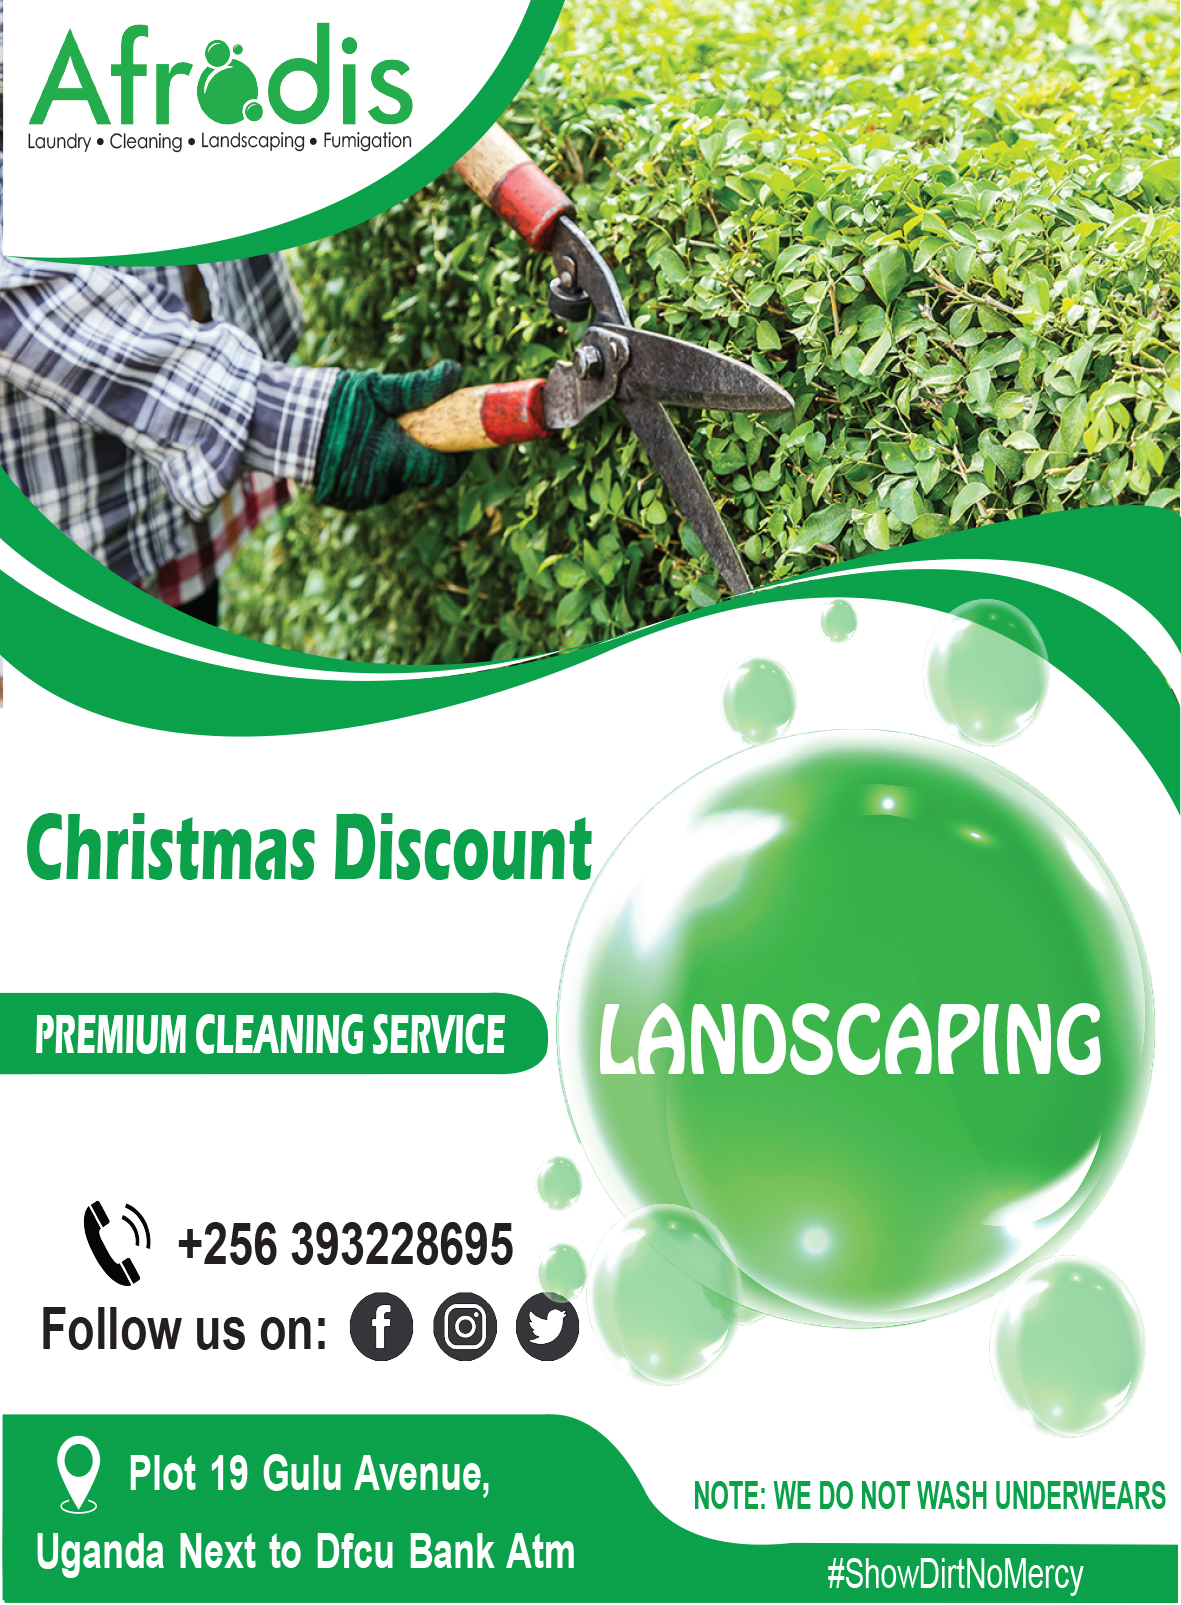 Afrodis
Laundry • Cleaning • Landscaping • Fumigation
Christmas Discount
PREMIUM CLEANING SERVICE
LANDSCAPING
+256 393228695
Follow us on:
Plot 19 Gulu Avenue,
Uganda Next to Dfcu Bank Atm
NOTE: WE DO NOT WASH UNDERWEARS
#ShowDirtNoMercy